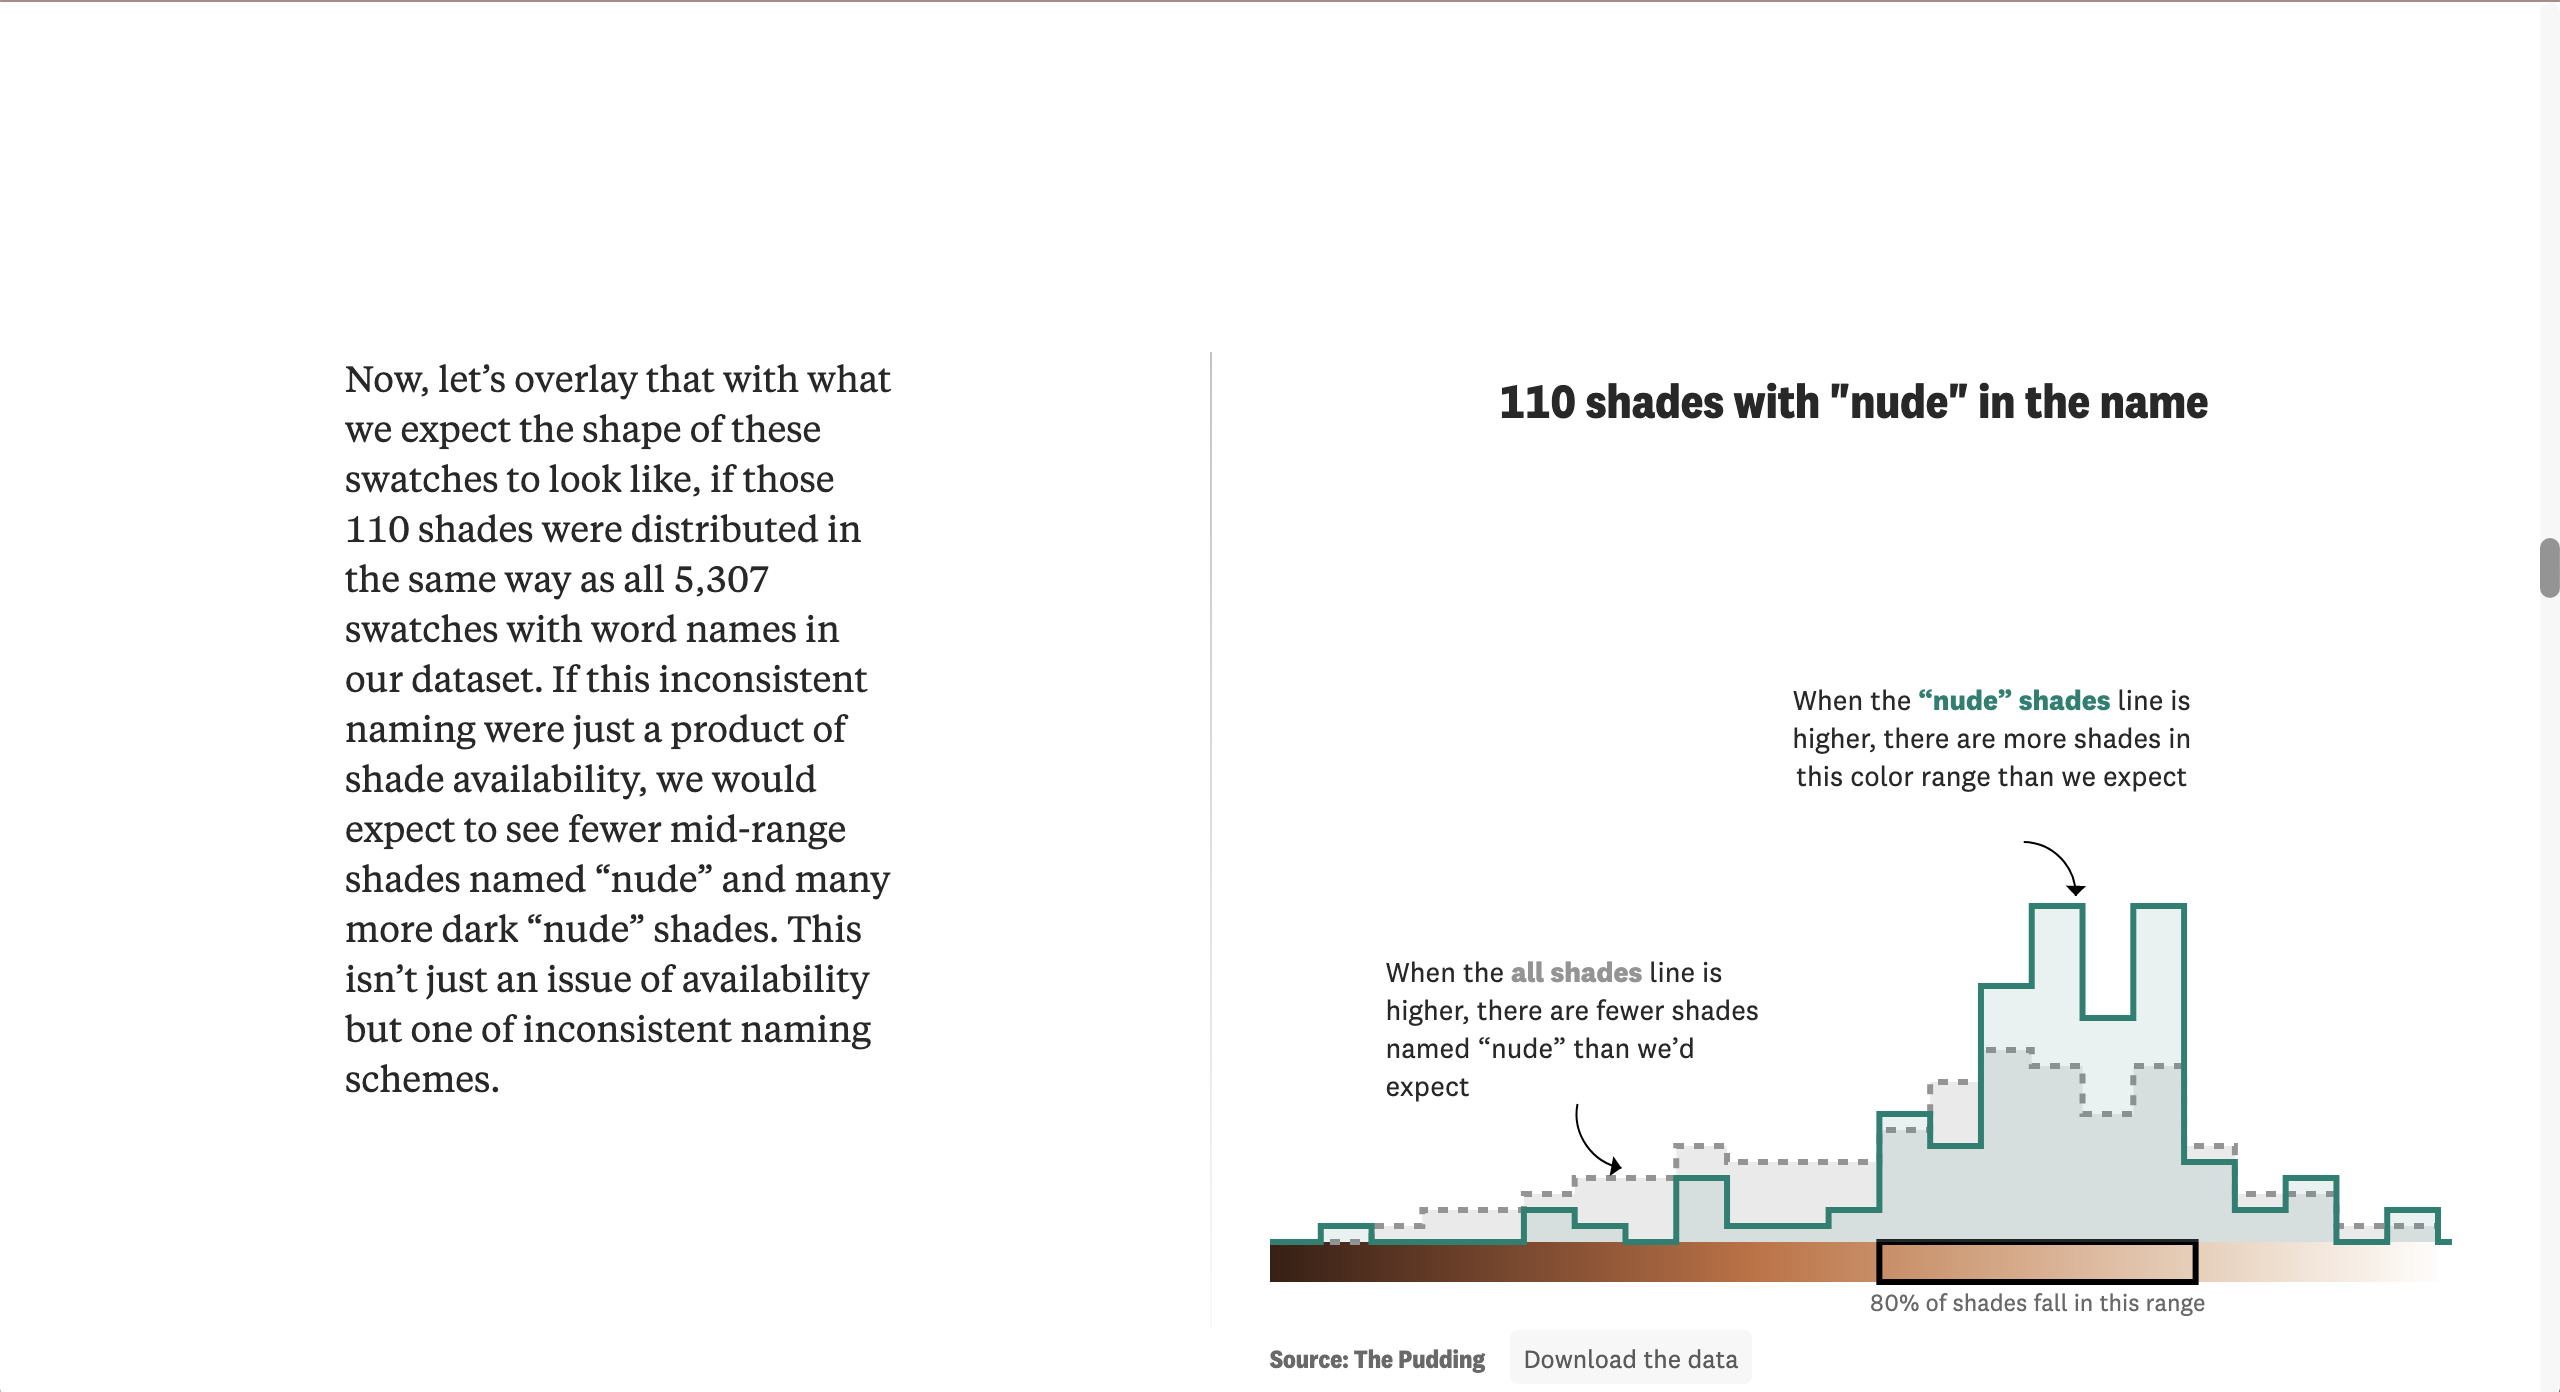 Now, let’s overlay that with what
we expect the shape of these
swatches to look like, if those
110 shades were distributed in
the same way as all 5,307
swatches with word names in
our dataset. If this inconsistent
naming were just a product of
shade availability, we would
expect to see fewer mid-range
shades named “nude” and many
more dark “nude” shades. This
isn’t just an issue of availability
but one of inconsistent naming
schemes.
110 shades with "nude" in the name
When the “nude” shades line is
higher, there are more shades in
this color range than we expect
When the all shades line is
higher, there are fewer shades
named “nude” than we’d
expect
80% of shades fall in this range
Source: The Pudding
Download the data